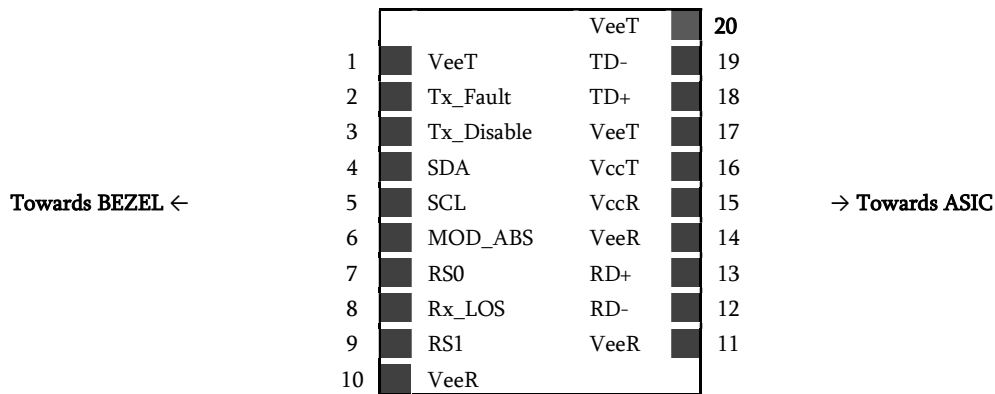 VeeT 20
1 VeeT TD- 19
2 Tx_Fault TD+ 18
3 Tx_Disable VeeT 17
4 SDA VccT 16
Towards BEZEL ← 5 SCL VccR 15 → Towards ASIC
6 MOD_ABS VeeR 14
7 RS0 RD+ 13
8 Rx_LOS RD- 12
9 RS1 VeeR 11
10 VeeR